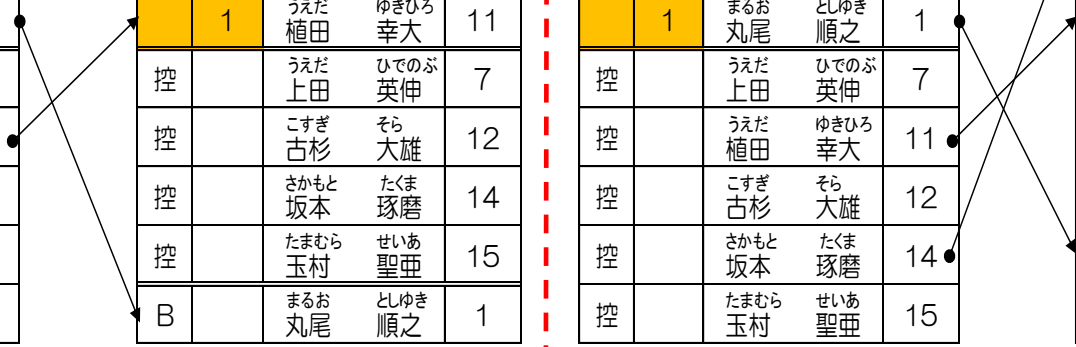 うえだ ゆきひろ
1 植田 幸大 11
うえだ ひでのぶ
控 上田 英伸 7
こすぎ そら
控 古杉 大雄 12
さかもと たくま
控 坂本 琢磨 14
たまむら せいあ
控 玉村 聖亜 15
まるお としゆき
B 丸尾 順之 1
まるお としゆき
1 丸尾 順之 1
うえだ ひでのぶ
控 上田 英伸 7
うえだ ゆきひろ
控 植田 幸大 11
こすぎ そら
控 古杉 大雄 12
さかもと たくま
控 坂本 琢磨 14
たまむら せいあ
控 玉村 聖亜 15